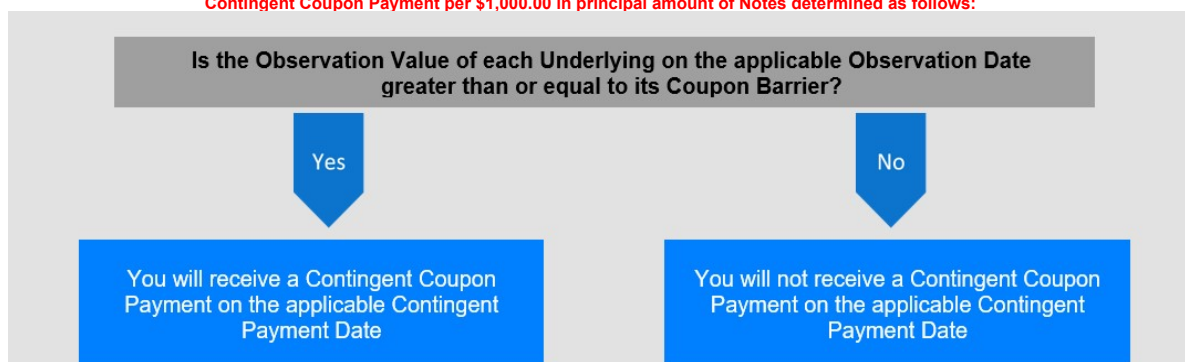 Contingent Coupon Payment per $1,000.00 in principal amount of Notes determined as follows:
Is the Observation Value of each Underlying on the applicable Observation Date
greater than or equal to its Coupon Barrier?
Yes
No
You will receive a Contingent Coupon
Payment on the applicable Contingent
Payment Date
You will not receive a Contingent Coupon
Payment on the applicable Contingent
Payment Date